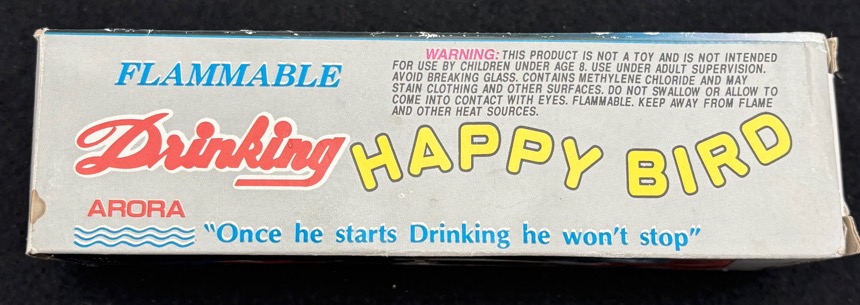 FLAMMABLE
WARNING: THIS PRODUCT IS NOT A TOY AND IS NOT INTENDED
FOR USE BY CHILDREN UNDER AGE 8. USE UNDER ADULT SUPERVISION.
AVOID BREAKING GLASS. CONTAINS METHYLENE CHLORIDE AND MAY
STAIN CLOTHING AND OTHER SURFACES. DO NOT SWALLOW OR ALLOW TO
COME INTO CONTACT WITH EYES. FLAMMABLE. KEEP AWAY FROM FLAME
AND OTHER HEAT SOURCES.
Drinking HAPPY BIRD
ARORA
"Once he starts Drinking he won't stop"